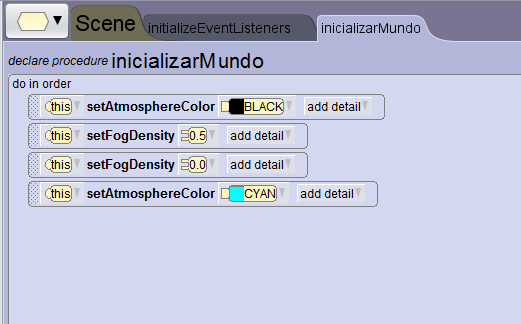 Scene initializeEventListeners inicializarMundo
declare procedure inicializarMundo
do in order
this setAtmosphereColor BLACK add detail
this setFogDensity 0.5 add detail
this setFogDensity 0.0 add detail
this setAtmosphereColor CYAN add detail